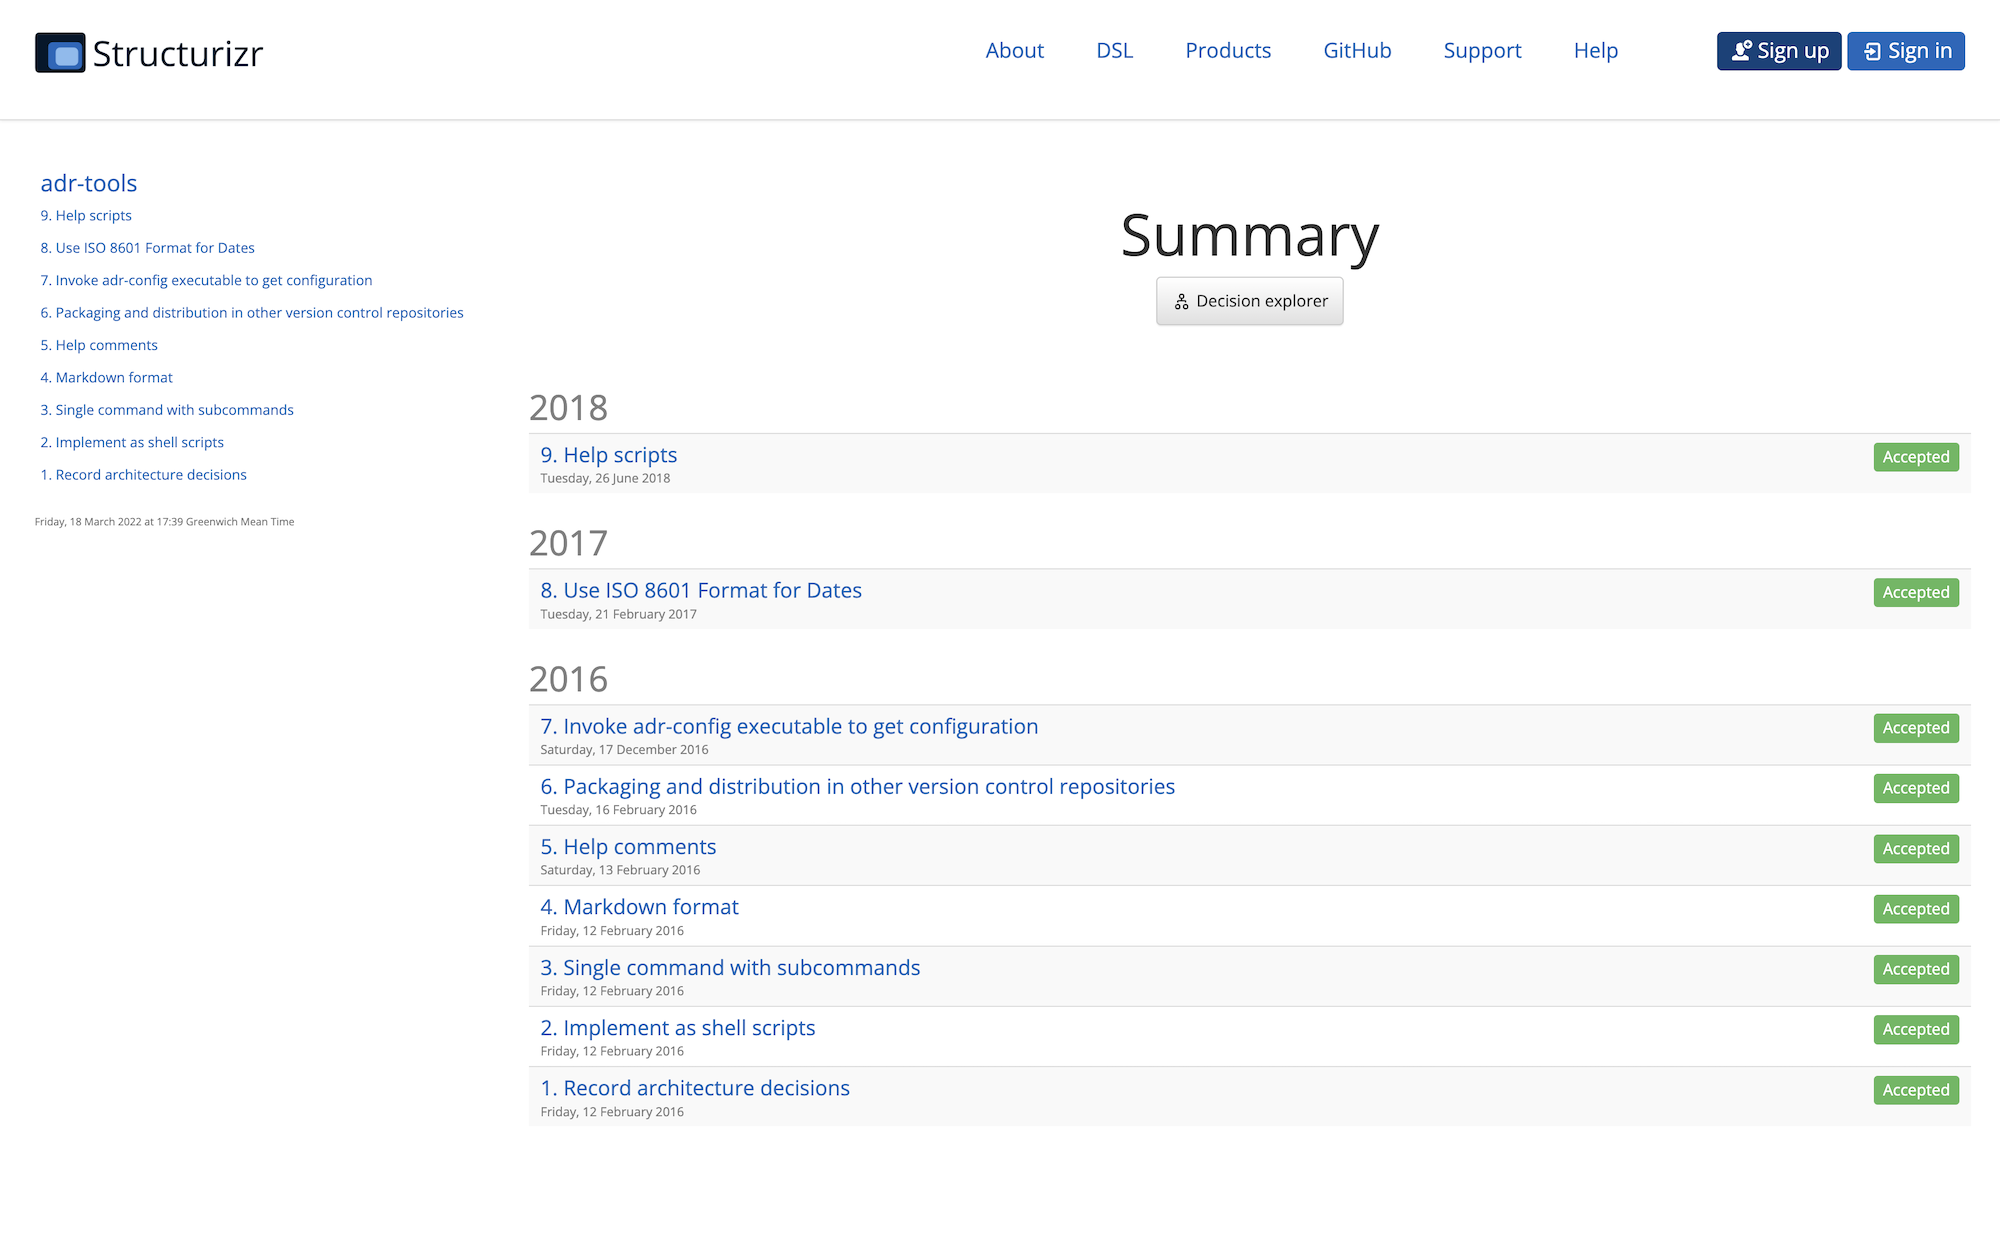 Structurizr
About DSL Products GitHub Support Help Sign up Sign in
adr-tools
9. Help scripts
8. Use ISO 8601 Format for Dates
7. Invoke adr-config executable to get configuration
6. Packaging and distribution in other version control repositories
5. Help comments
4. Markdown format
3. Single command with subcommands
2. Implement as shell scripts
1. Record architecture decisions
Friday, 18 March 2022 at 17:39 Greenwich Mean Time
Summary
Decision explorer
2018
9. Help scripts Accepted
Tuesday, 26 June 2018
2017
8. Use ISO 8601 Format for Dates Accepted
Tuesday, 21 February 2017
2016
7. Invoke adr-config executable to get configuration Accepted
Saturday, 17 December 2016
6. Packaging and distribution in other version control repositories Accepted
Tuesday, 16 February 2016
5. Help comments Accepted
Saturday, 13 February 2016
4. Markdown format Accepted
Friday, 12 February 2016
3. Single command with subcommands Accepted
Friday, 12 February 2016
2. Implement as shell scripts Accepted
Friday, 12 February 2016
1. Record architecture decisions Accepted
Friday, 12 February 2016